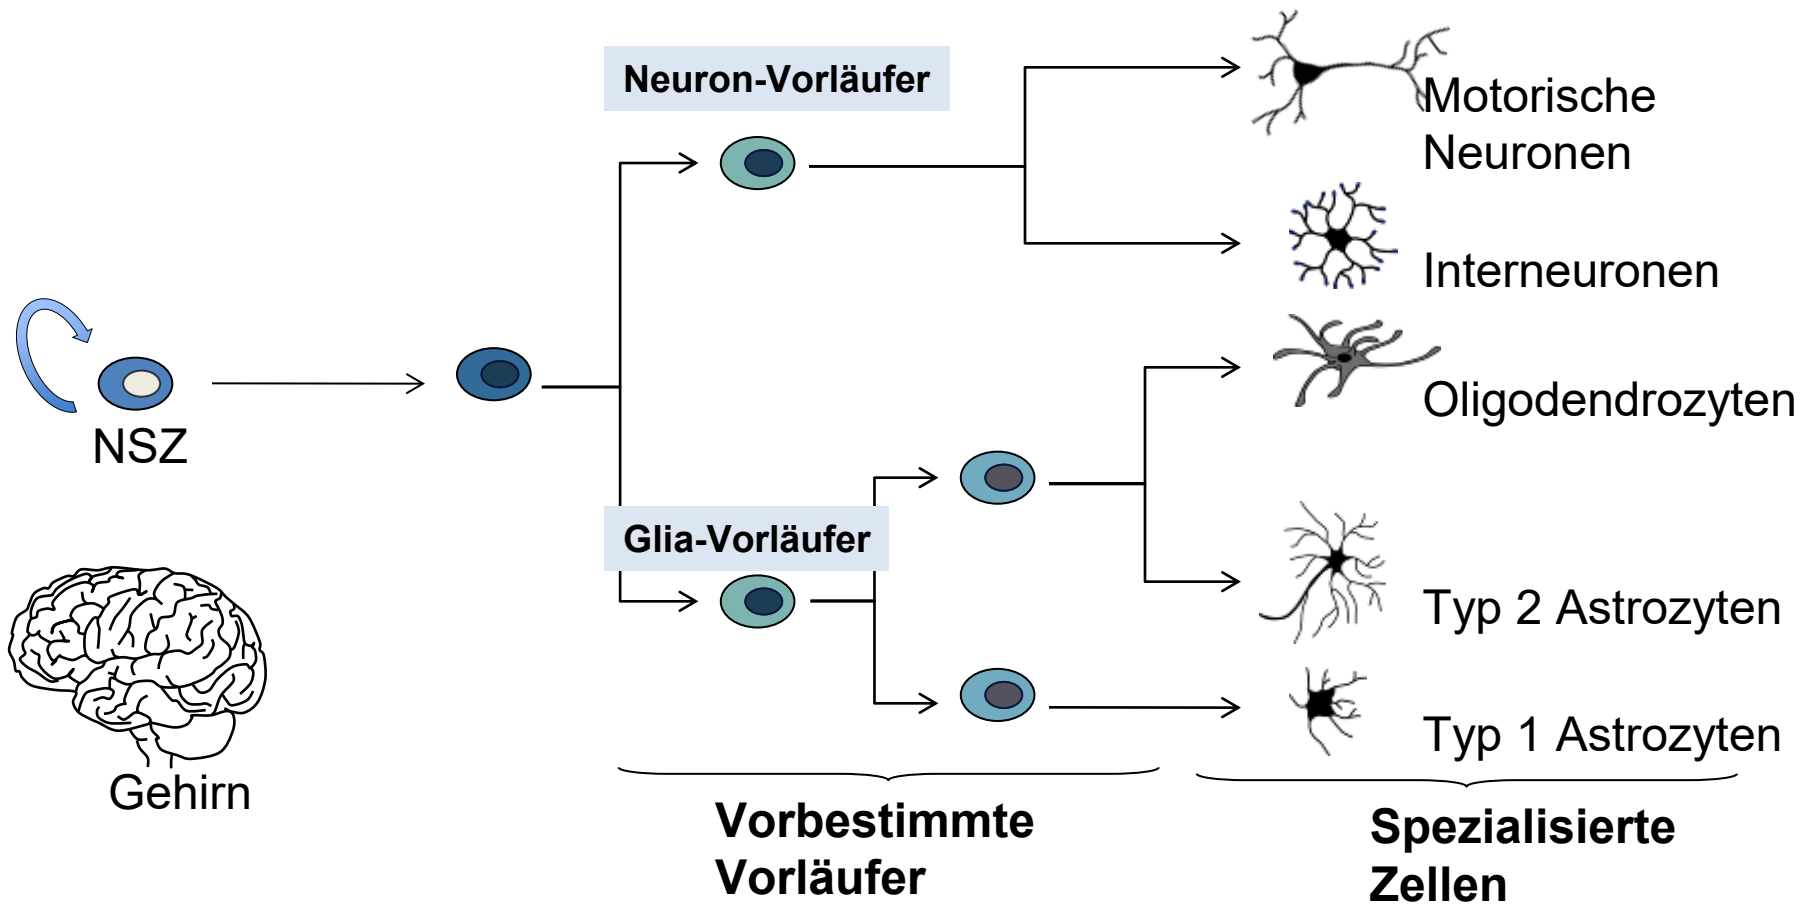 Neuron-Vorläufer
Motorische
Neuronen
Interneuronen
NSZ
Oligodendrozyten
Glia-Vorläufer
Typ 2 Astrozyten
Typ 1 Astrozyten
Gehirn
Vorbestimmte
Vorläufer
Spezialisierte
Zellen